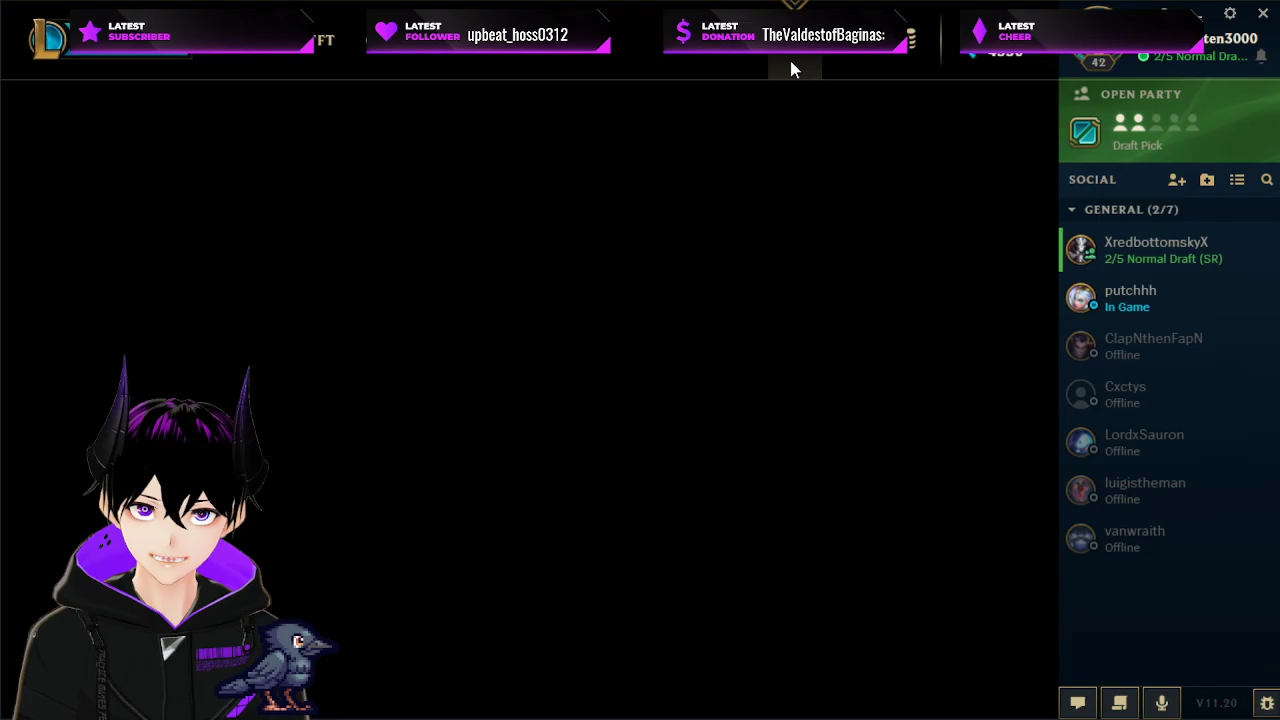 LATEST
SUBSCRIBER
FT
LATEST
FOLLOWER
upbeat_hoss0312
LATEST
DONATION
TheValdestofBaginas:
LATEST
CHEER
ten3000
42
2/5 Normal Dra...
OPEN PARTY
Draft Pick
SOCIAL
GENERAL (2/7)
XredbottomskyX
2/5 Normal Draft (SR)
putchhh
In Game
ClapNthenFapN
Offline
Cxctys
Offline
LordxSauron
Offline
luigistheman
Offline
vanwraith
Offline
V11.20